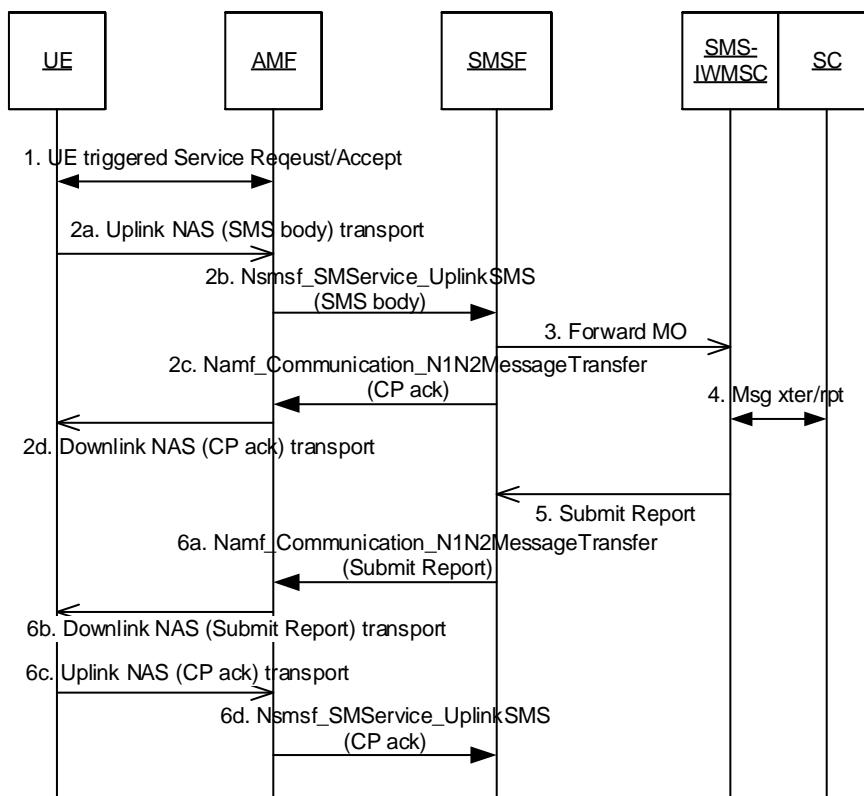 UE
AMF
SMSF
SMS-
IWMSC
SC
1. UE triggered Service Reqeust/Accept
2a. Uplink NAS (SMS body) transport
2b. Nsmsf_SMService_UplinkSMS
(SMS body)
3. Forward MO
2c. Namf_Communication_N1N2MessageTransfer
(CP ack)
4. Msg xter/rpt
2d. Downlink NAS (CP ack) transport
5. Submit Report
6a. Namf_Communication_N1N2MessageTransfer
(Submit Report)
6b. Downlink NAS (Submit Report) transport
6c. Uplink NAS (CP ack) transport
6d. Nsmsf_SMService_UplinkSMS
(CP ack)